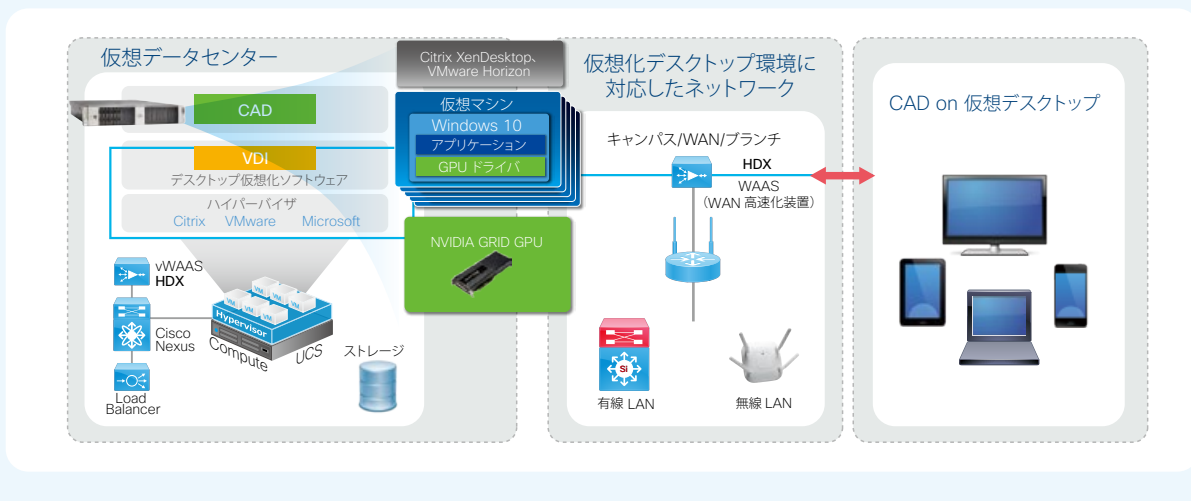 仮想データセンター
CAD
VDI
デスクトップ仮想化ソフトウェア
ハイパーバイザ
Citrix VMware Microsoft
vWAAS
HDX
Cisco
Nexus
Load
Balancer
VM
VM
VM
VM
VM
VM
Hypervisor
Compute
UCS
ストレージ
Citrix XenDesktop、
VMware Horizon
仮想マシン
Windows 10
アプリケーション
GPU ドライバ
NVIDIA GRID GPU
仮想化デスクトップ環境に
対応したネットワーク
キャンパス/WAN/ブランチ
HDX
WAAS
（WAN 高速化装置）
Si
有線 LAN
無線 LAN
CAD on 仮想デスクトップ